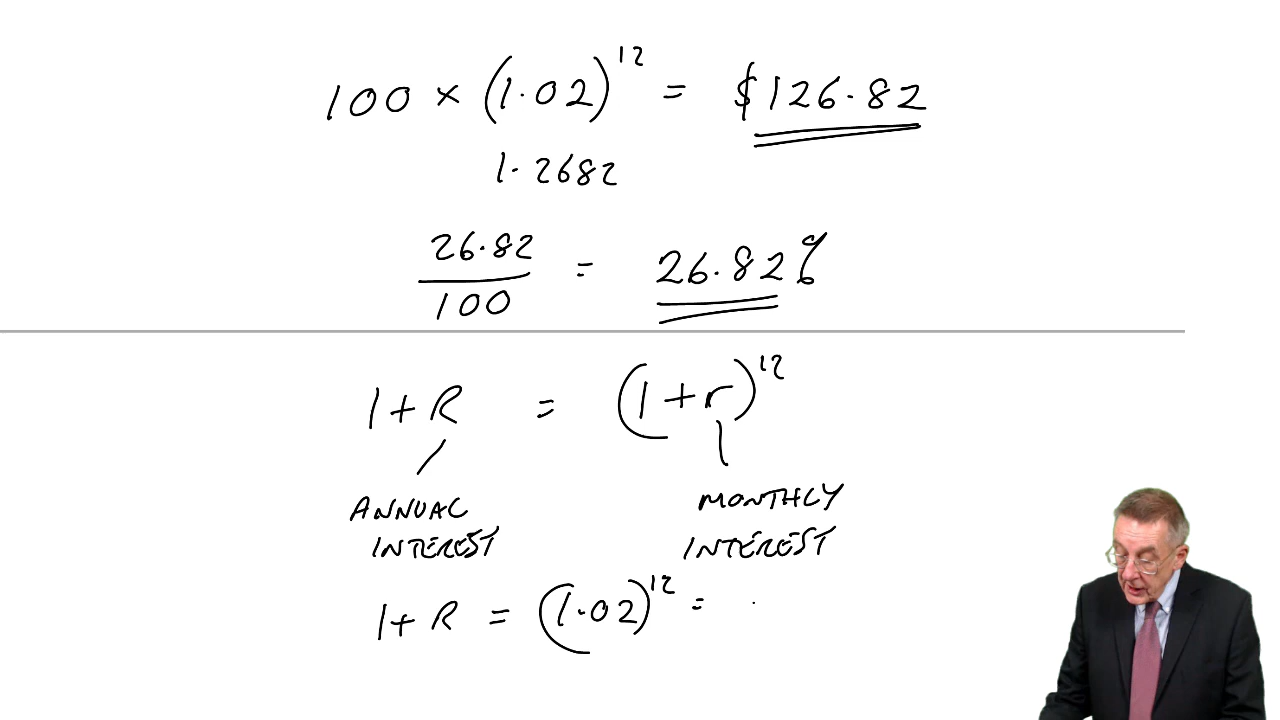 100 × (1.02)^12 = $126.82
1.2682
26.82
100
= 26.82%
1+R = (1+r)^12
ANNUAL INTEREST
MONTHLY INTEREST
1+R = (1.02)^12 =